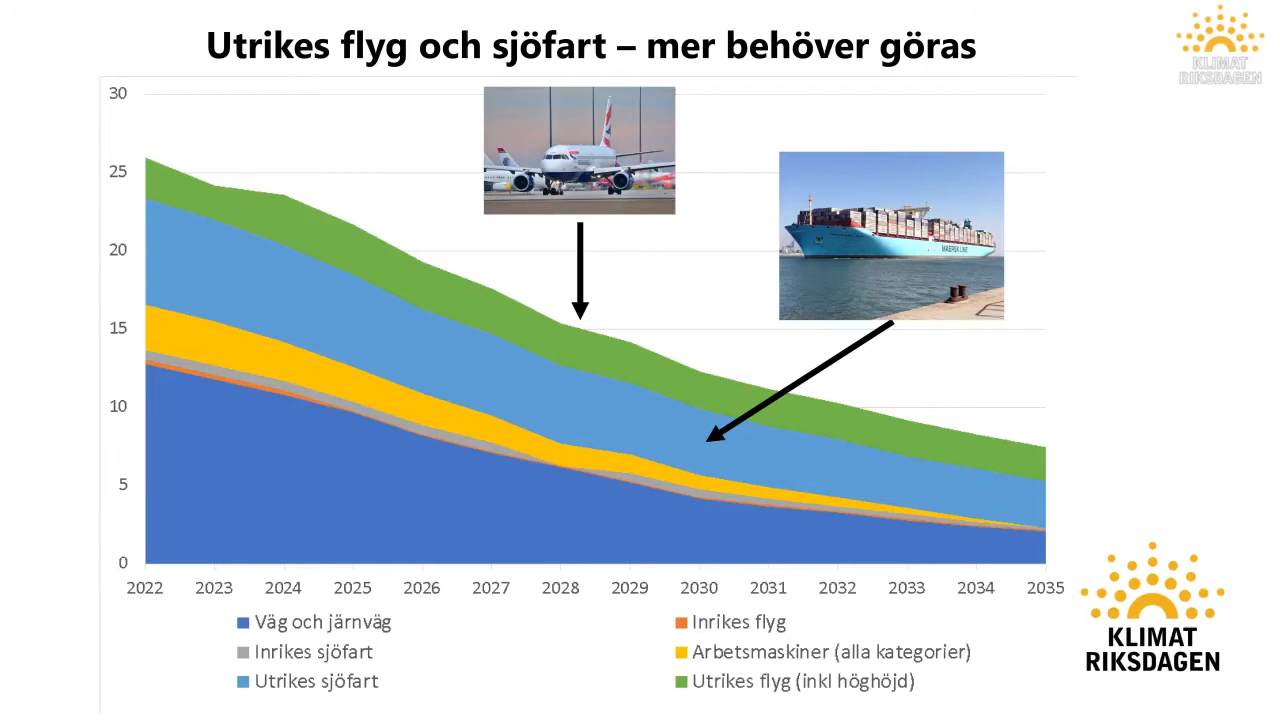 Utrikes flyg och sjöfart – mer behöver göras
KLIMAT
RIKSDAGEN
30
25
20
15
10
5
0
MAERSK LINE
2022 2023 2024 2025 2026 2027 2028 2029 2030 2031 2032 2033 2034 2035
Väg och järnväg
Inrikes flyg
Inrikes sjöfart
Arbetsmaskiner (alla kategorier)
Utrikes sjöfart
Utrikes flyg (inkl höghöjd)
KLIMAT
RIKSDAGEN